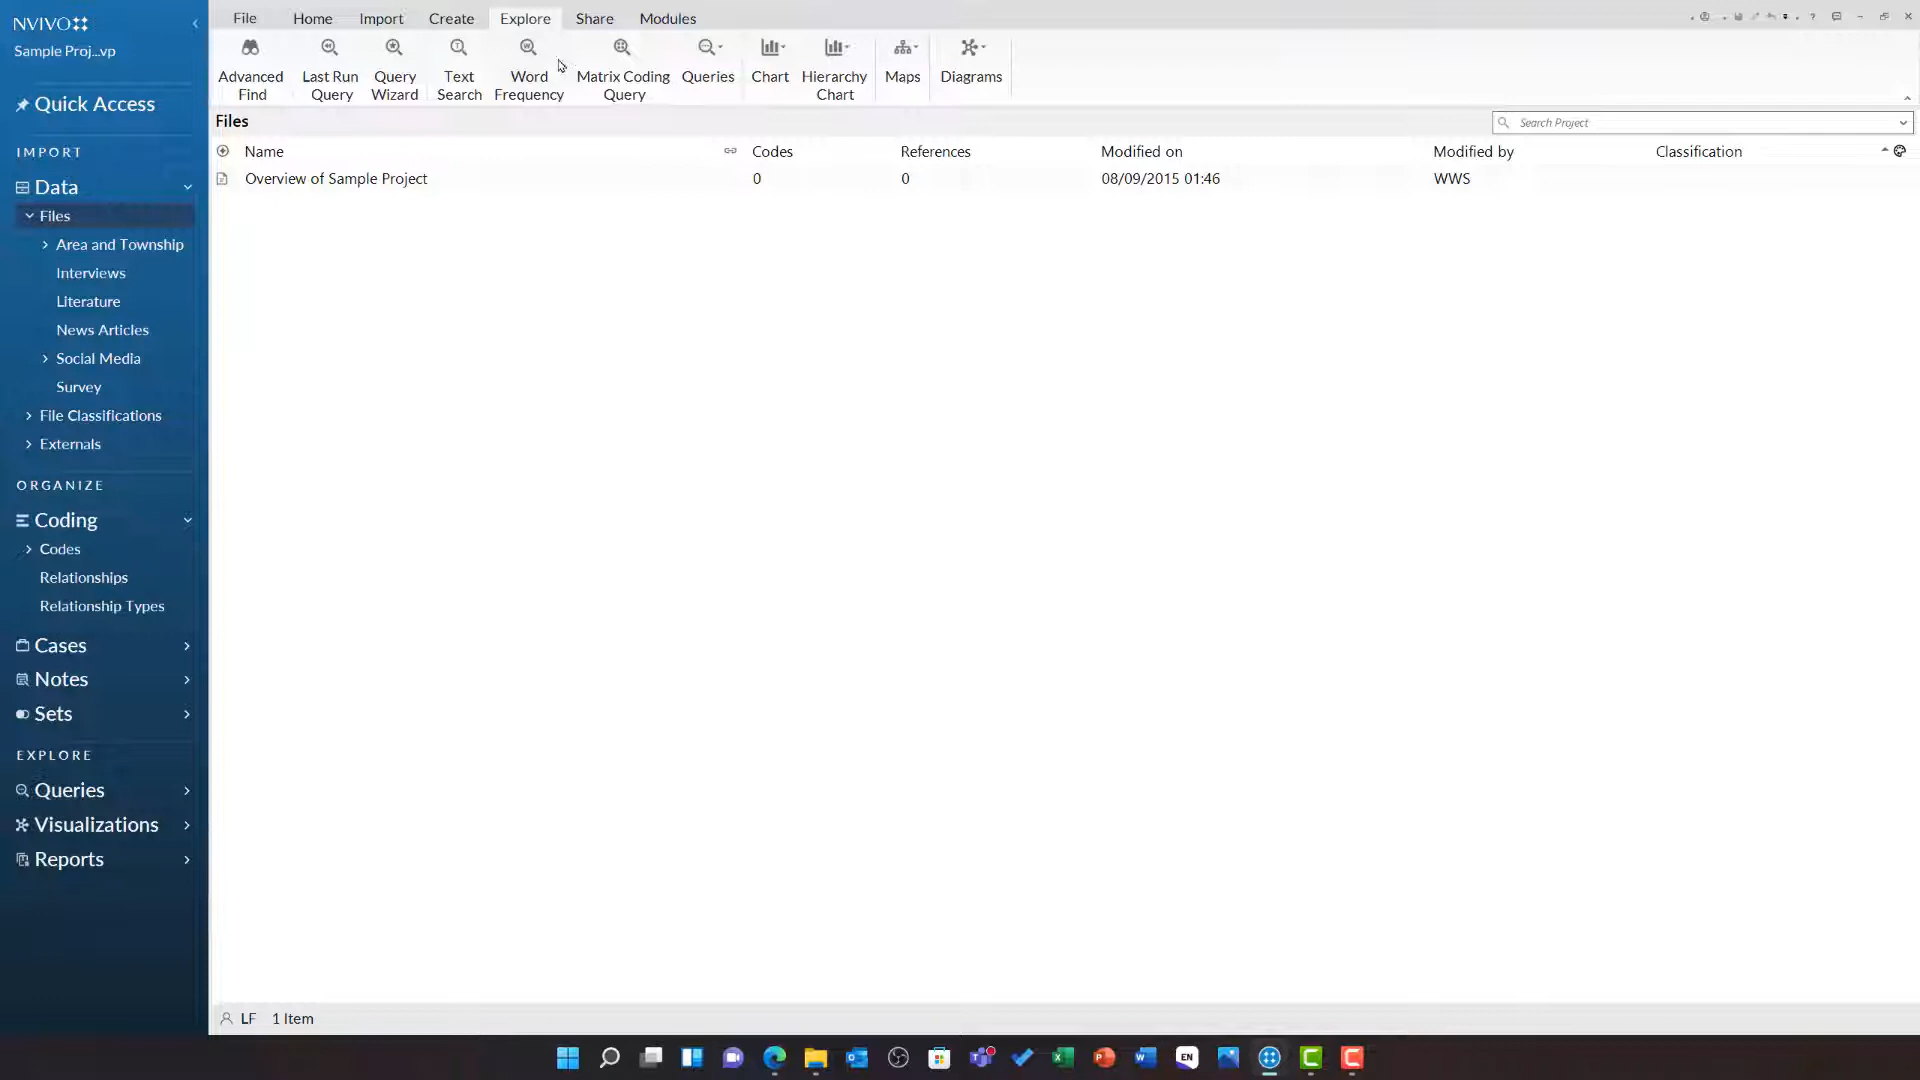 NVIVO
Sample Proj...vp
File Home Import Create Explore Share Modules
Advanced Find
Last Run Query
Query Wizard
Text Search
Word Frequency
Matrix Coding Query
Queries
Chart
Hierarchy Chart
Maps
Diagrams
Quick Access
IMPORT
Data
Files
Area and Township
Interviews
Literature
News Articles
Social Media
Survey
File Classifications
Externals
ORGANIZE
Coding
Codes
Relationships
Relationship Types
Cases
Notes
Sets
EXPLORE
Queries
Visualizations
Reports
Files
Search Project
Name Codes References Modified on Modified by Classification
Overview of Sample Project 0 0 08/09/2015 01:46 WWS
LF 1 Item
EN